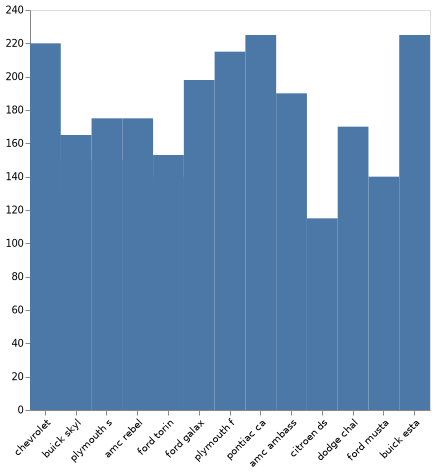 240
220
200
180
160
140
120
100
80
60
40
20
0
chevrolet
buick skyl
plymouth s
amc rebel
ford torin
ford galax
plymouth f
pontiac ca
amc ambass
citroen ds
dodge chal
ford musta
buick esta